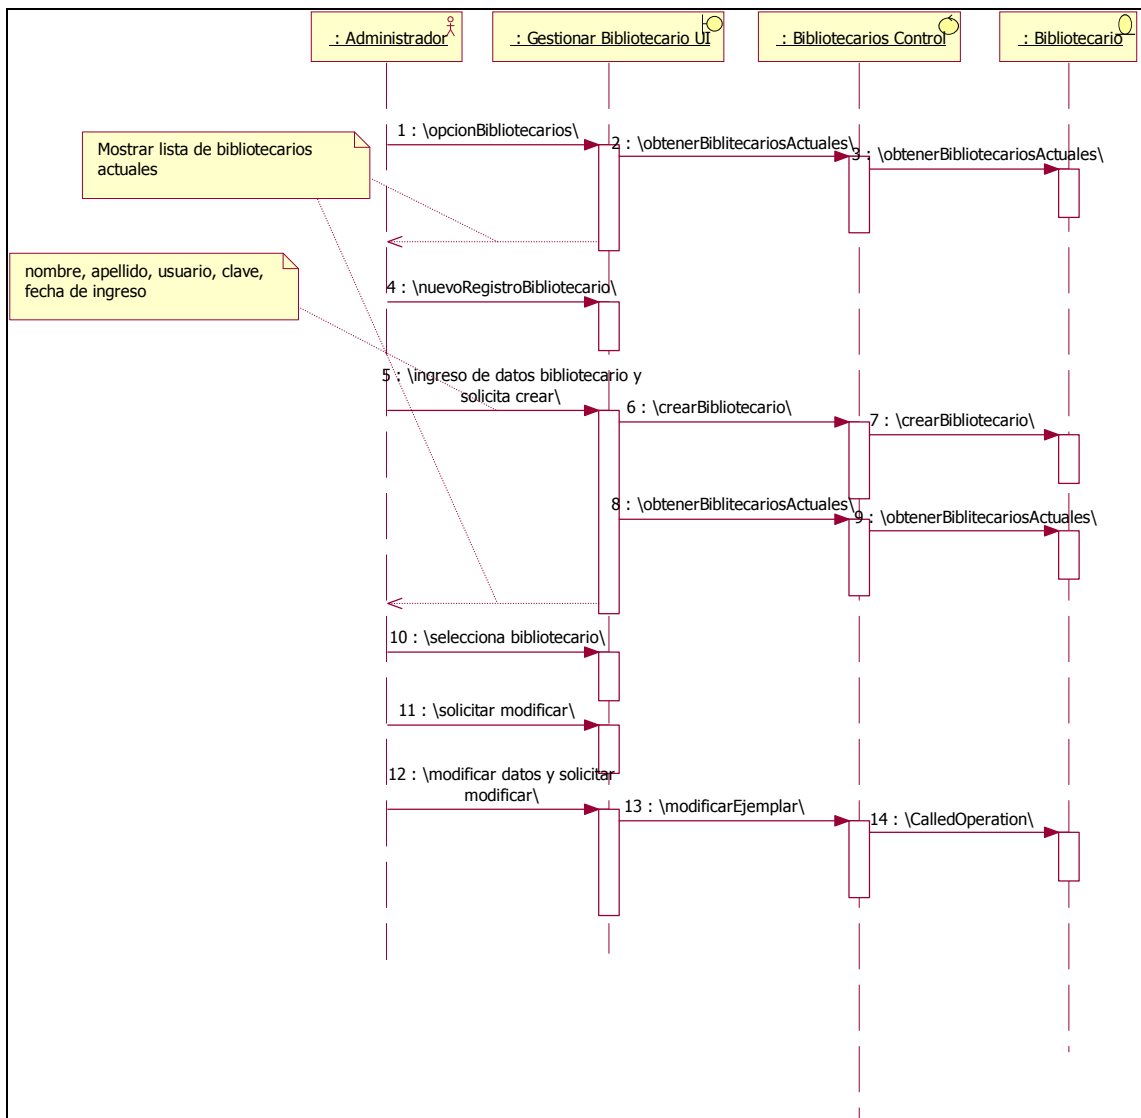 : Administrador
: Gestionar Bibliotecario UI
: Bibliotecarios Control
: Bibliotecario
1 : \opcionBibliotecarios\
2 : \obtenerBiblitecariosActuales\
3 : \obtenerBibliotecariosActuales\
Mostrar lista de bibliotecarios
actuales
nombre, apellido, usuario, clave,
fecha de ingreso
4 : \nuevoRegistroBibliotecario\
5 : \ingreso de datos bibliotecario y
solicita crear\
6 : \crearBibliotecario\
7 : \crearBibliotecario\
8 : \obtenerBiblitecariosActuales\
9 : \obtenerBiblitecariosActuales\
10 : \selecciona bibliotecario\
11 : \solicitar modificar\
12 : \modificar datos y solicitar
modificar\
13 : \modificarEjemplar\
14 : \CalledOperation\